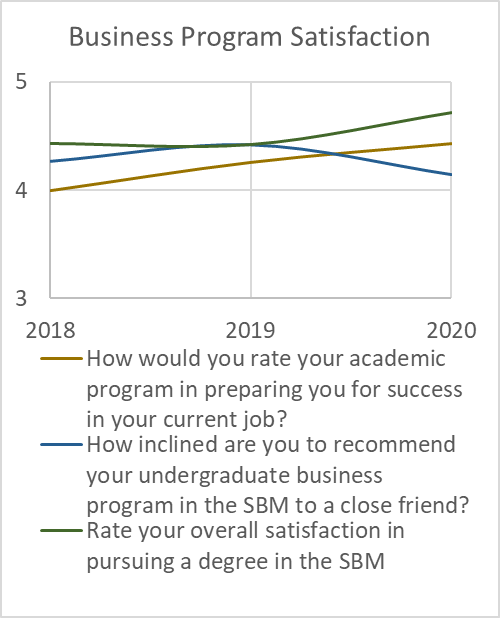 Business Program Satisfaction
5
4
3
2018 2019 2020
How would you rate your academic
program in preparing you for success
in your current job?
How inclined are you to recommend
your undergraduate business
program in the SBM to a close friend?
Rate your overall satisfaction in
pursuing a degree in the SBM